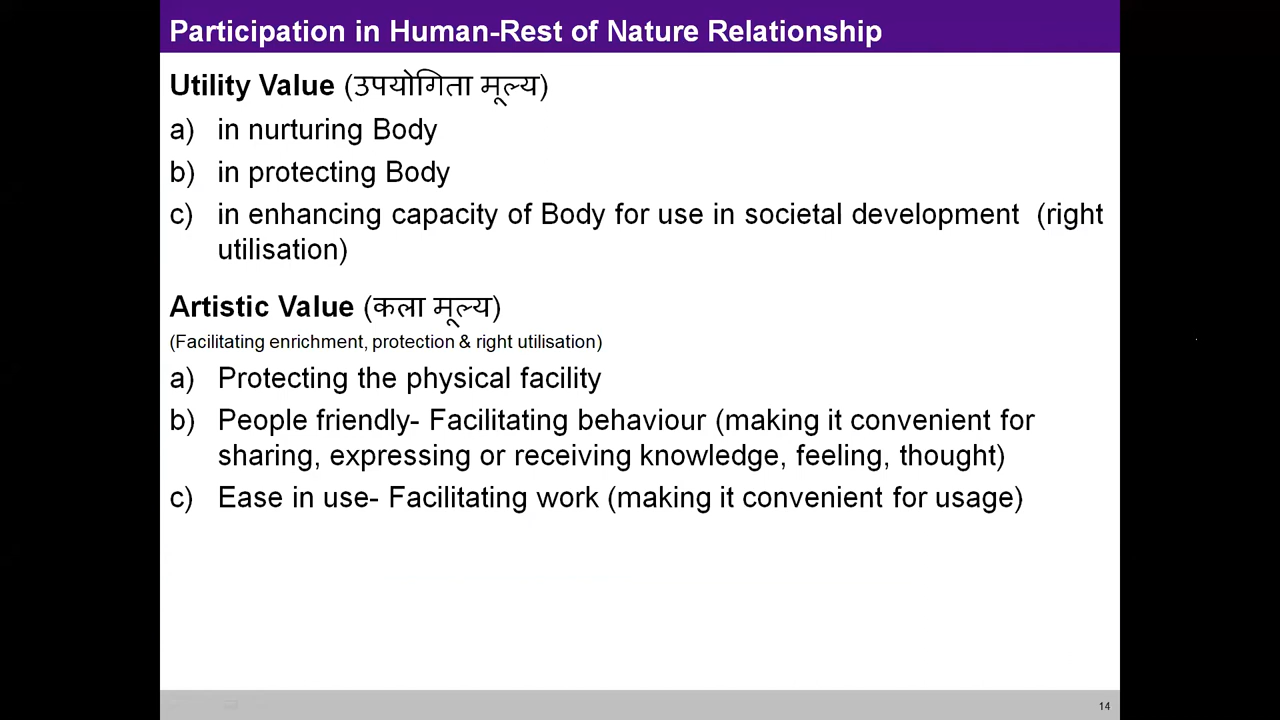 Participation in Human-Rest of Nature Relationship
Utility Value (उपयोगिता मूल्य)
a) in nurturing Body
b) in protecting Body
c) in enhancing capacity of Body for use in societal development (right
utilisation)
Artistic Value (कला मूल्य)
(Facilitating enrichment, protection & right utilisation)
a) Protecting the physical facility
b) People friendly- Facilitating behaviour (making it convenient for
sharing, expressing or receiving knowledge, feeling, thought)
c) Ease in use- Facilitating work (making it convenient for usage)
14